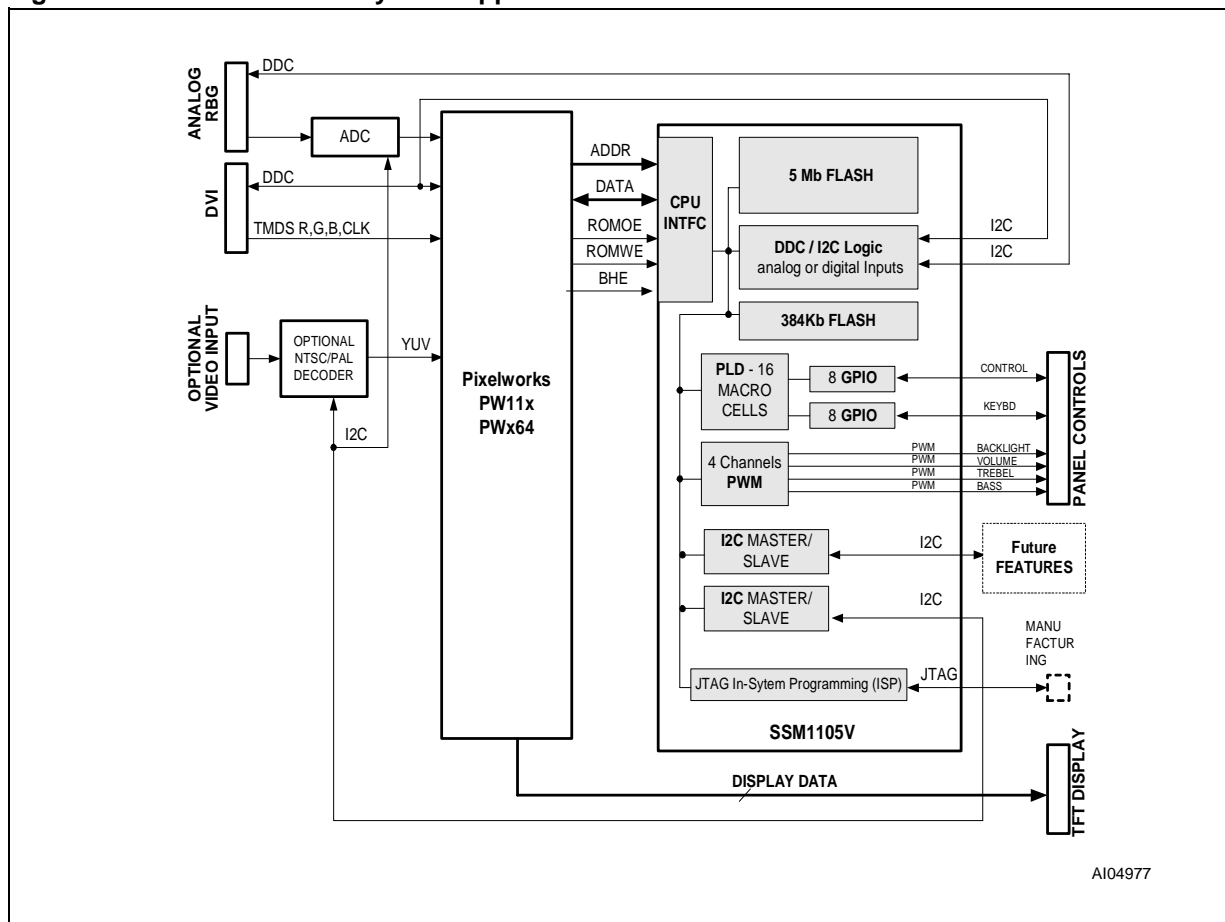 DDC
ANALOG
RBG
ADC
DDC
DVI
TMDS R,G,B,CLK
OPTIONAL
VIDEO INPUT
OPTIONAL
NTSC/PAL
DECODER
YUV
I2C
Pixelworks
PW11x
PWx64
ADDR
DATA
ROMOE
ROMWE
BHE
CPU
INTFC
5 Mb FLASH
DDC / I2C Logic
analog or digital Inputs
I2C
I2C
384Kb FLASH
PLD - 16
MACRO
CELLS
8 GPIO
8 GPIO
CONTROL
KEYBD
4 Channels
PWM
PWM BACKLIGHT
PWM VOLUME
PWM TREBEL
PWM BASS
PANEL CONTROLS
I2C MASTER/
SLAVE
I2C
Future
FEATURES
I2C MASTER/
SLAVE
I2C
MANU
FACTUR
ING
JTAG In-Sytem Programming (ISP)
JTAG
SSM1105V
DISPLAY DATA
TFT DISPLAY
AI04977